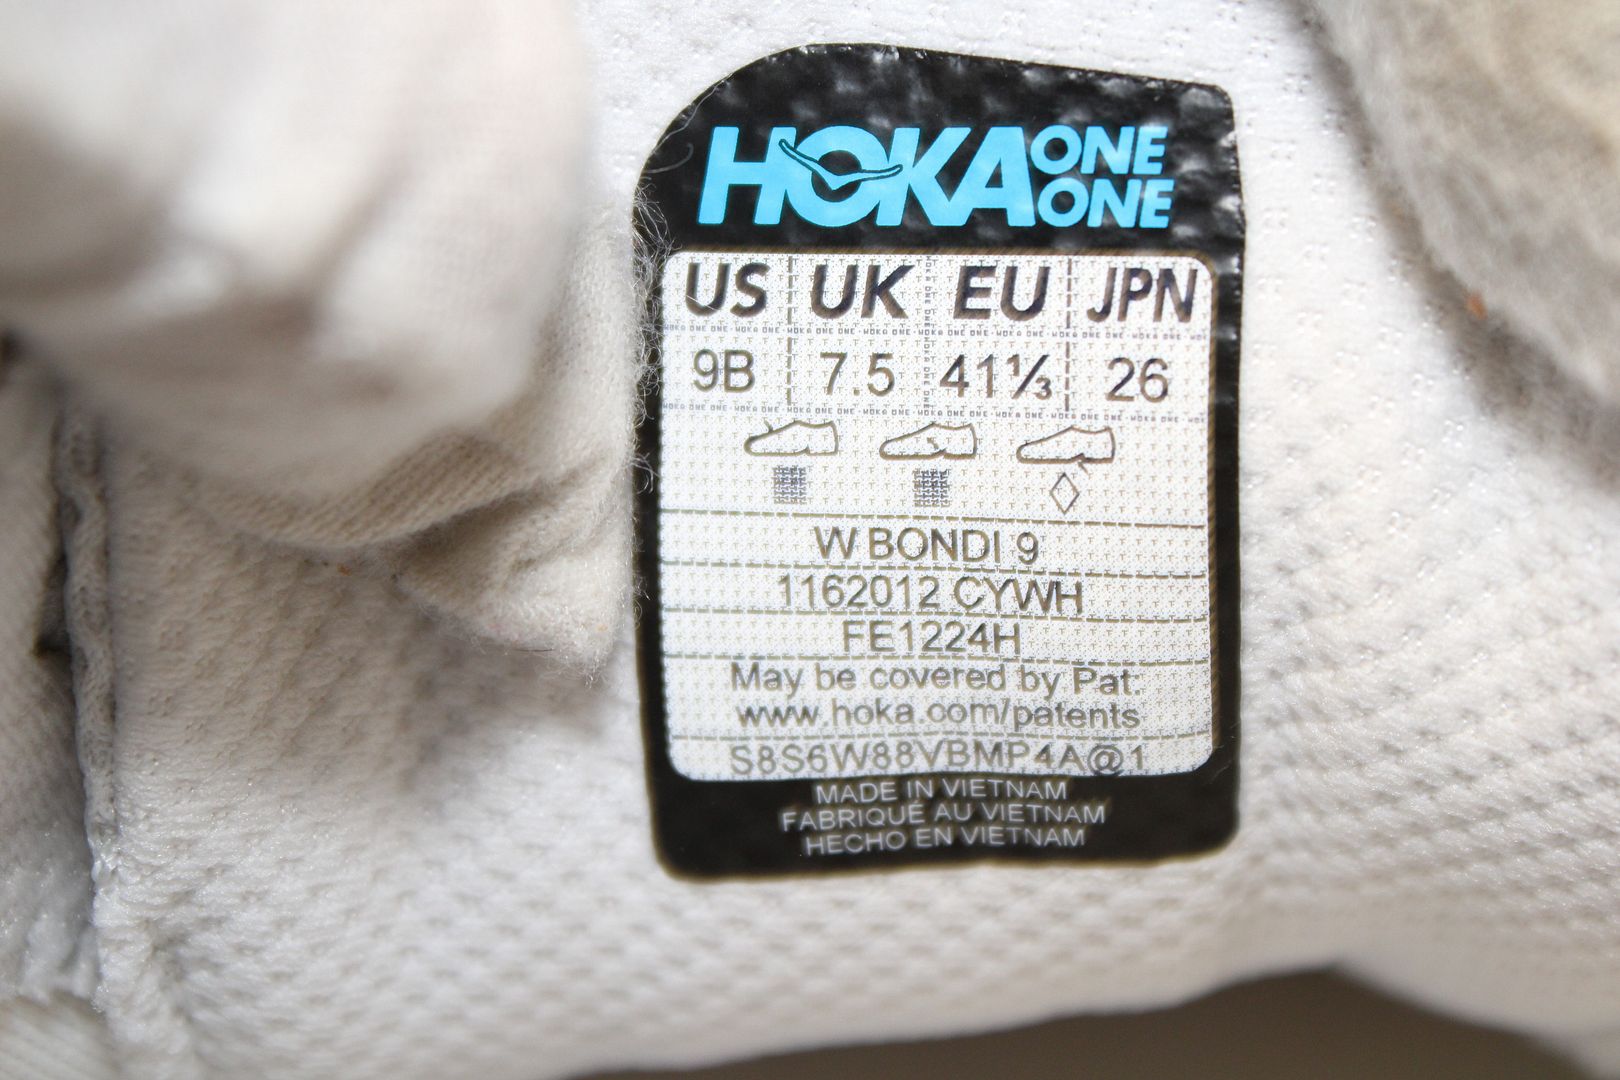 HOKA ONE ONE
US UK EU JPN
9B 7.5 41⅓ 26
W BONDI 9
1162012 CYWH
FE1224H
May be covered by Pat:
www.hoka.com/patents
S8S6W88VBMP4A@1
MADE IN VIETNAM
FABRIQUÉ AU VIETNAM
HECHO EN VIETNAM